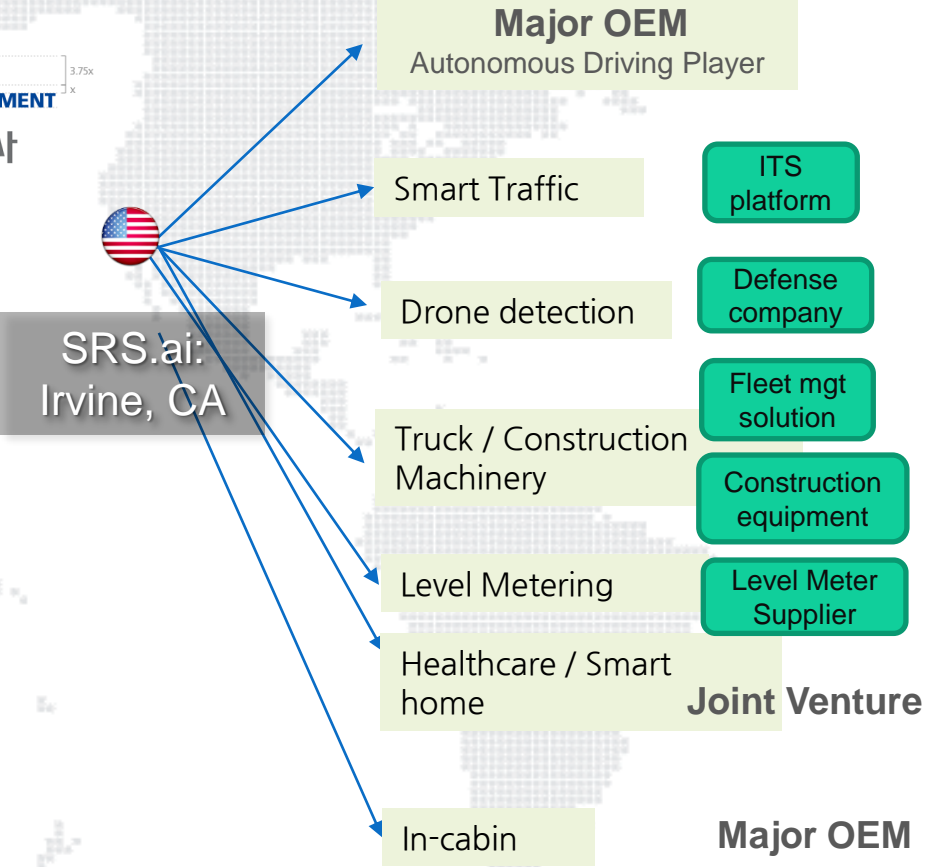 Major OEM
Autonomous Driving Player
3.75x
x
MENT
사
Smart Traffic
ITS
platform
Drone detection
Defense
company
SRS.ai:
Irvine, CA
Fleet mgt
solution
Truck / Construction
Machinery
Construction
equipment
Level Metering
Level Meter
Supplier
Healthcare / Smart
home
Joint Venture
In-cabin
Major OEM